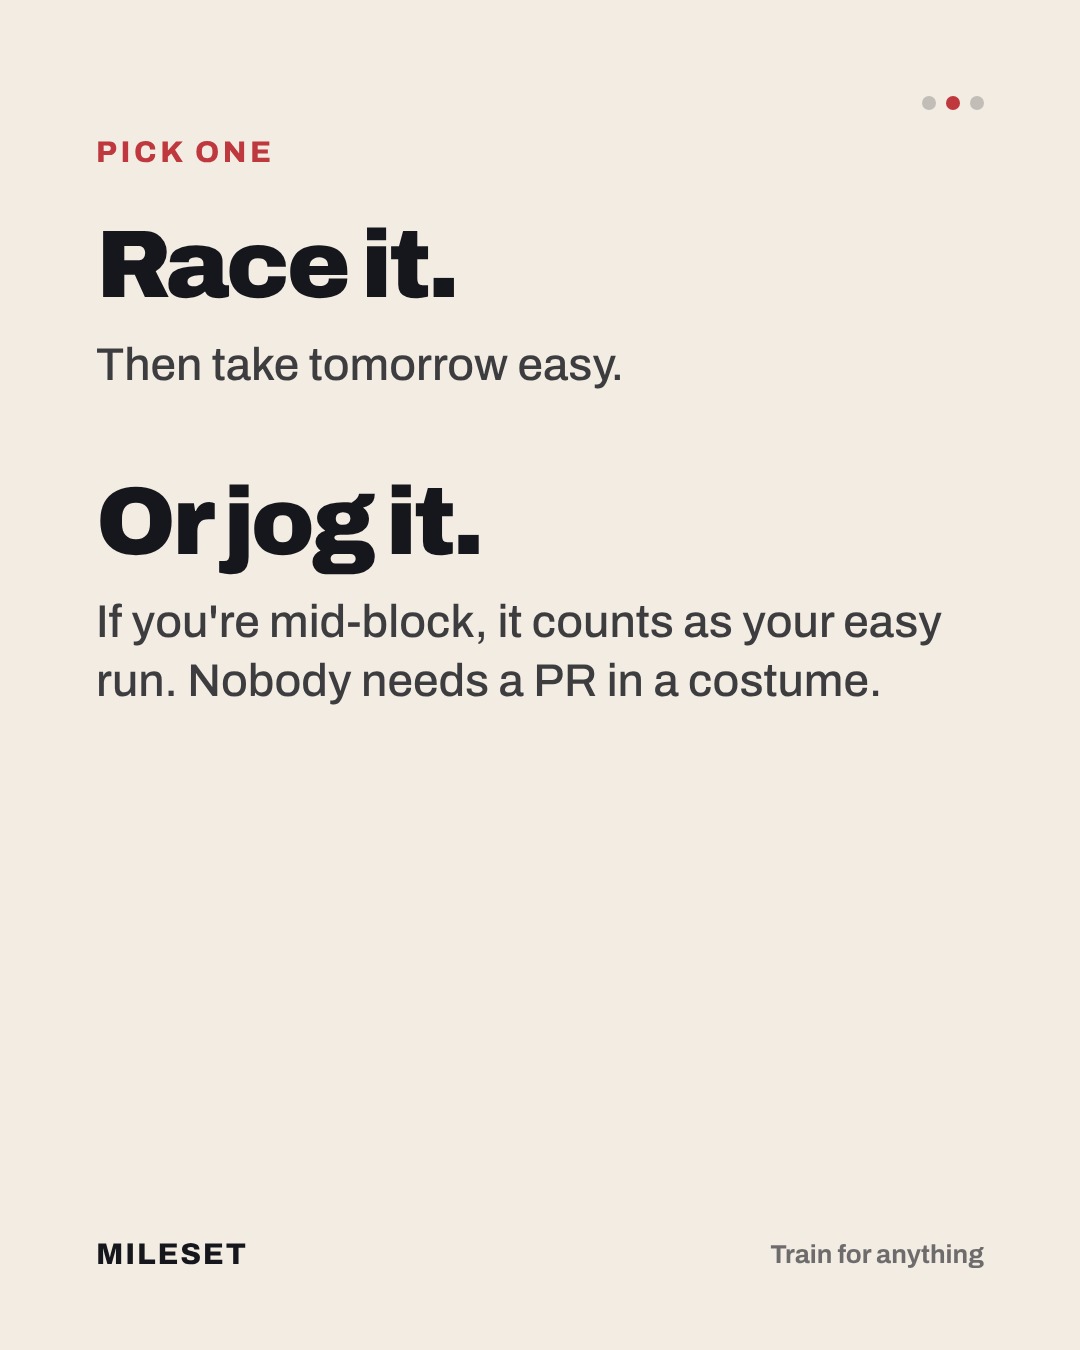 PICK ONE
Race it.
Then take tomorrow easy.
Or jog it.
If you're mid-block, it counts as your easy
run. Nobody needs a PR in a costume.
MILESET
Train for anything